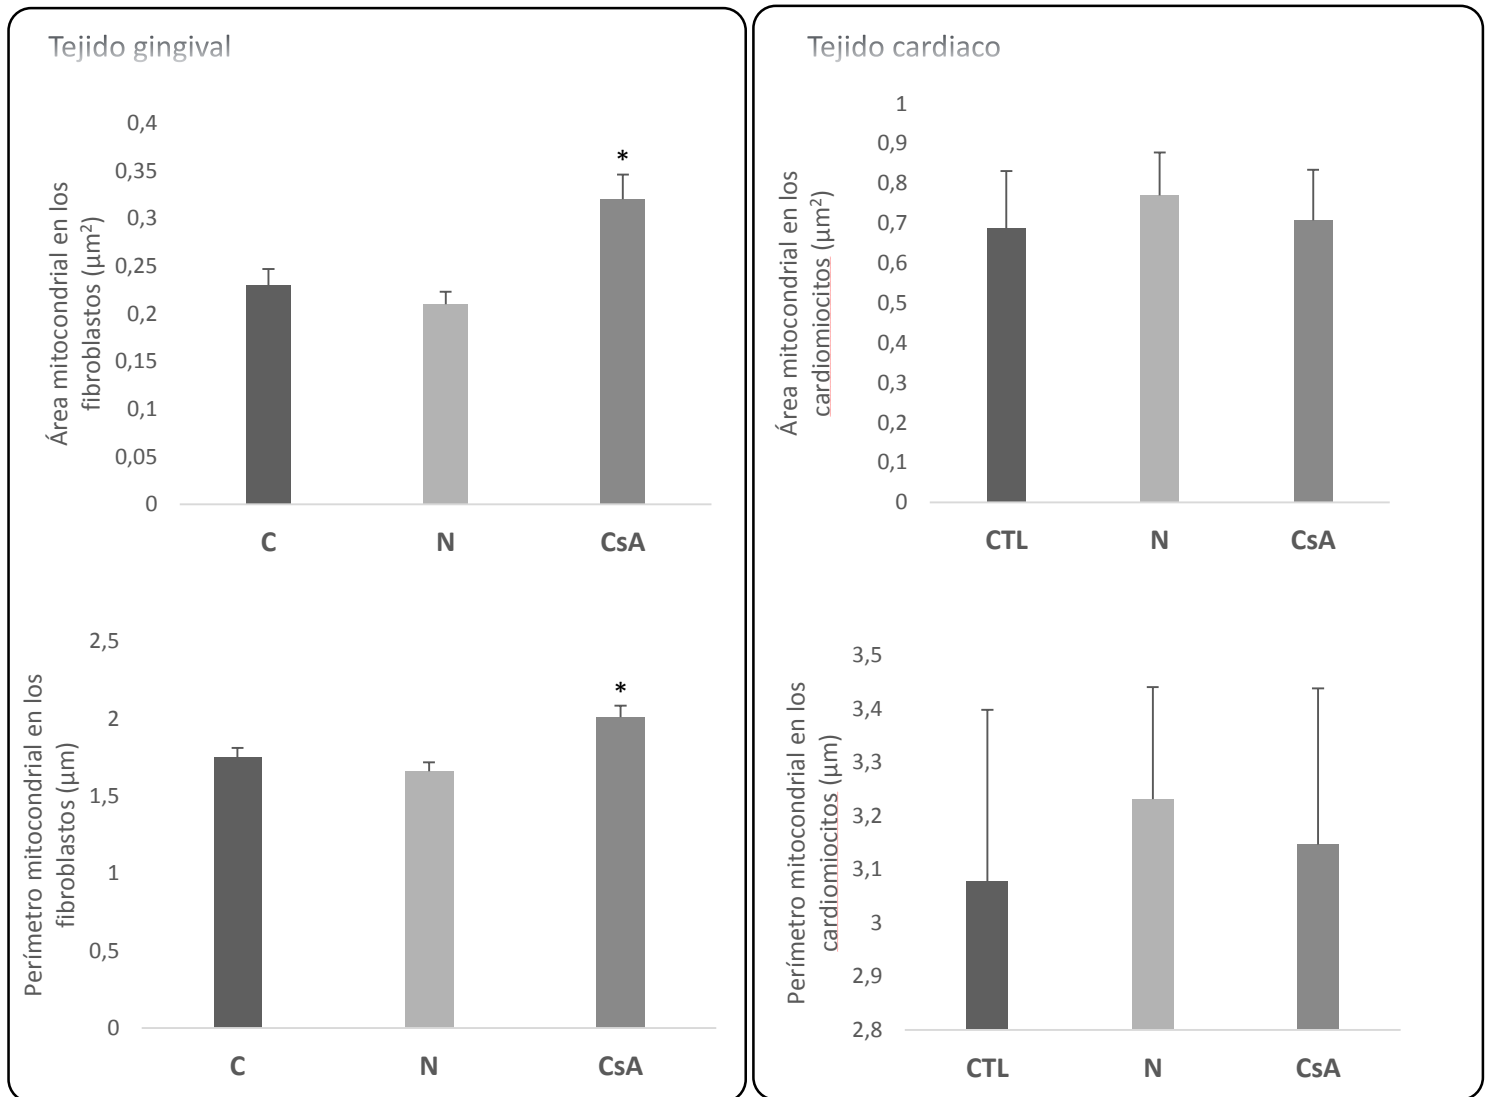 Tejido gingival
Área mitocondrial en los
fibroblastos (µm²)
0,4
0,35
0,3
0,25
0,2
0,15
0,1
0,05
0
*
C N CsA
Perímetro mitocondrial en los
fibroblastos (µm)
2,5
2
1,5
1
0,5
0
*
C N CsA
Tejido cardiaco
Área mitocondrial en los
cardiomiocitos (µm²)
1
0,9
0,8
0,7
0,6
0,5
0,4
0,3
0,2
0,1
0
CTL N CsA
Perímetro mitocondrial en los
cardiomiocitos (µm)
3,5
3,4
3,3
3,2
3,1
3
2,9
2,8
CTL N CsA